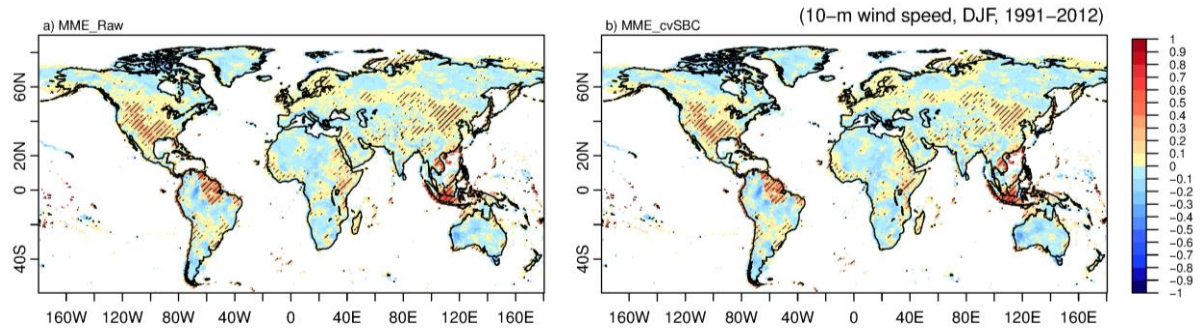 (10−m wind speed, DJF, 1991−2012)
a) MME_Raw
b) MME_cvSBC
60N
20N
0
40S
160W 120W 80W 40W 0 40E 80E 120E 160E
60N
20N
0
40S
160W 120W 80W 40W 0 40E 80E 120E 160E
1
0.9
0.8
0.7
0.6
0.5
0.4
0.3
0.2
0.1
0
−0.1
−0.2
−0.3
−0.4
−0.5
−0.6
−0.7
−0.8
−0.9
−1